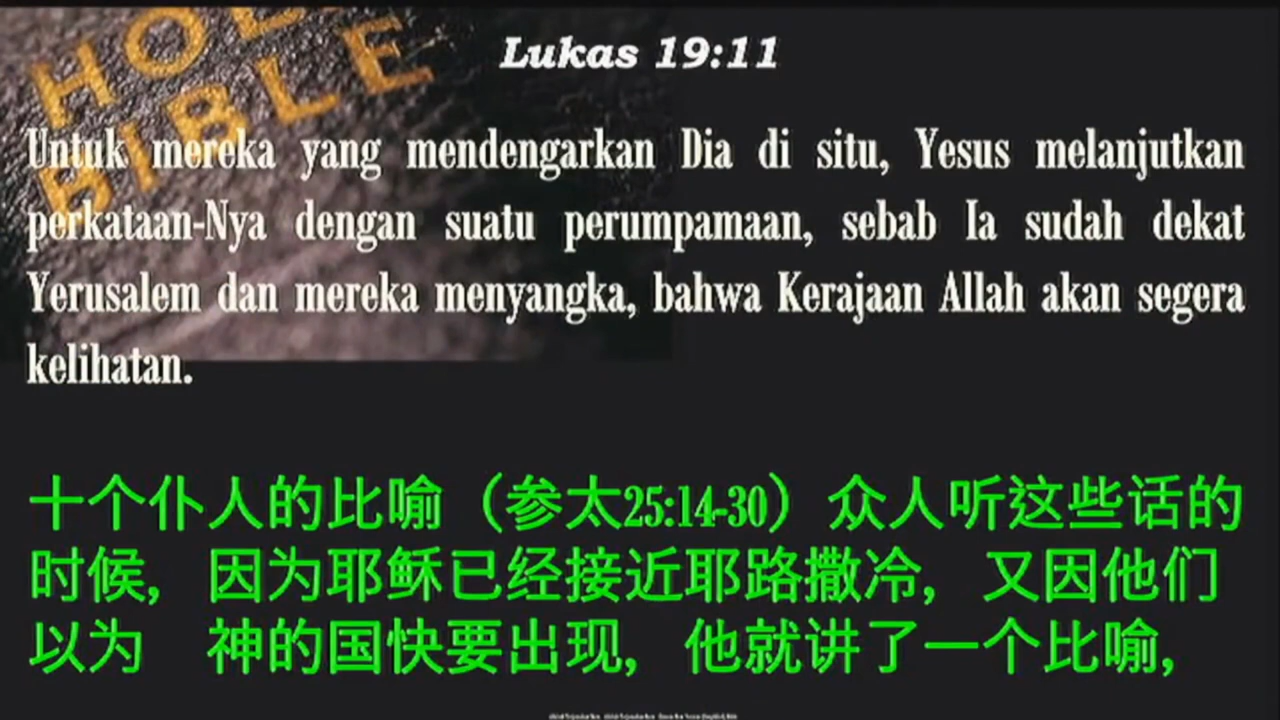 HOLY
BIBLE
Lukas 19:11
Untuk mereka yang mendengarkan Dia di situ, Yesus melanjutkan
perkataan-Nya dengan suatu perumpamaan, sebab Ia sudah dekat
Yerusalem dan mereka menyangka, bahwa Kerajaan Allah akan segera
kelihatan.
十个仆人的比喻（参太25:14-30）众人听这些话的
时候，因为耶稣已经接近耶路撒冷，又因他们
以为　神的国快要出现，他就讲了一个比喻，